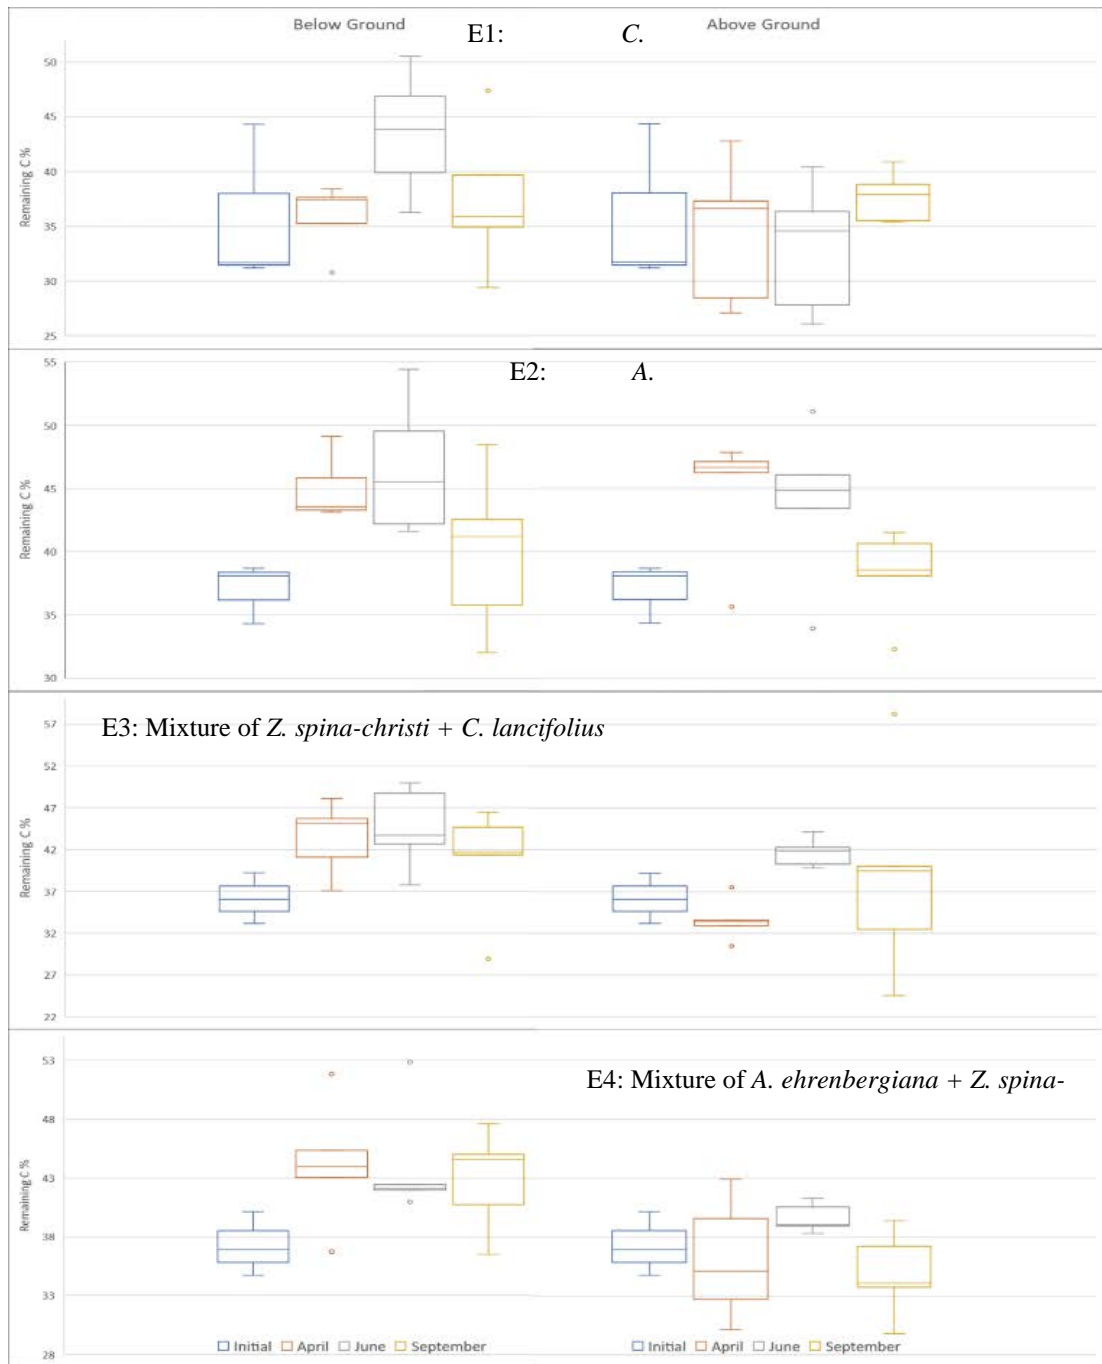 Below Ground
E1: C.
Above Ground
Remaining C %
50
45
40
35
30
25
E2: A.
Remaining C %
55
50
45
40
35
30
E3: Mixture of Z. spina-christi + C. lancifolius
Remaining C %
57
52
47
42
37
32
27
22
E4: Mixture of A. ehrenbergiana + Z. spina-
Remaining C %
53
48
43
38
33
28
Initial April June September
Initial April June September